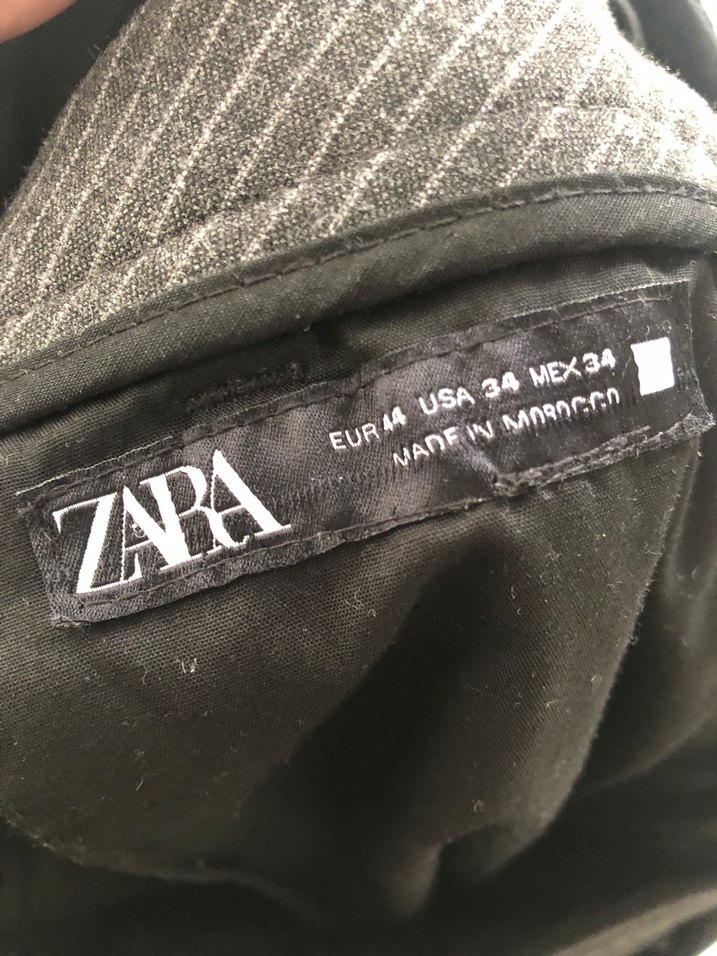 ZARA
EUR 44 USA 34 MEX 34
MADE IN MOROCCO